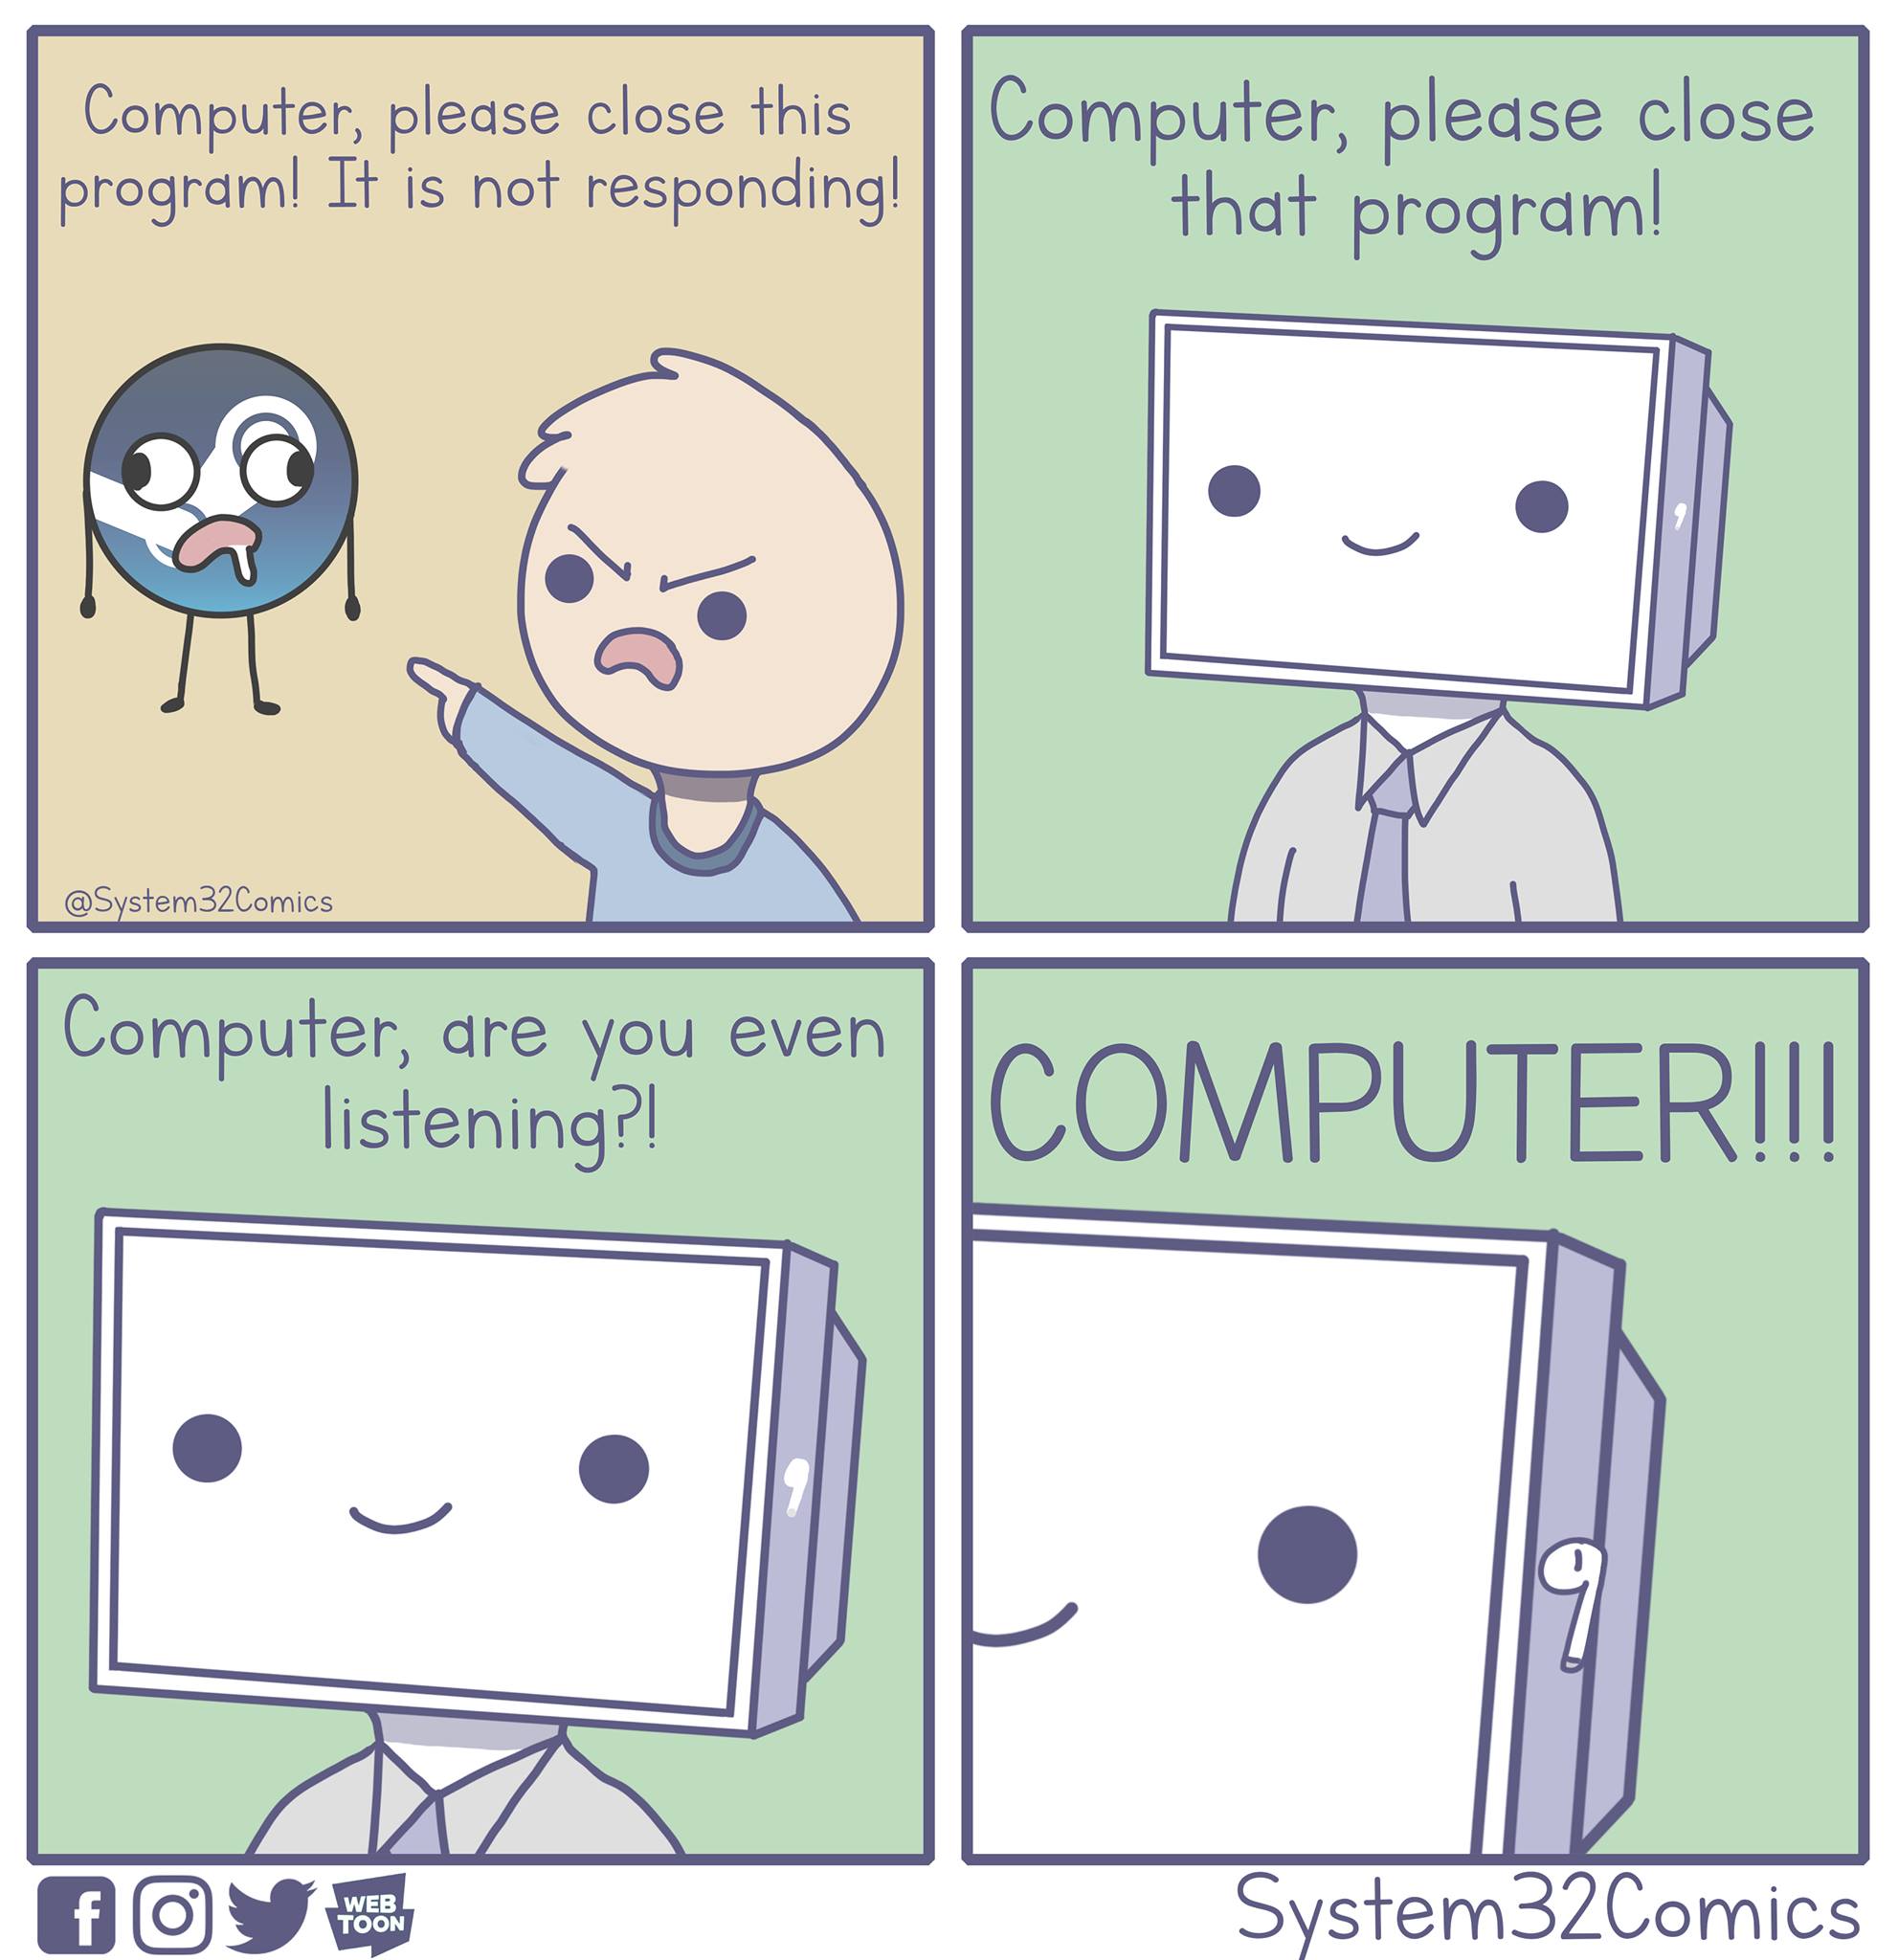 Computer, please close this
program! It is not responding!
@System32Comics
Computer, please close
that program!
Computer, are you even
listening?!
COMPUTER!!!
f
WEB
TOON
System32Comics